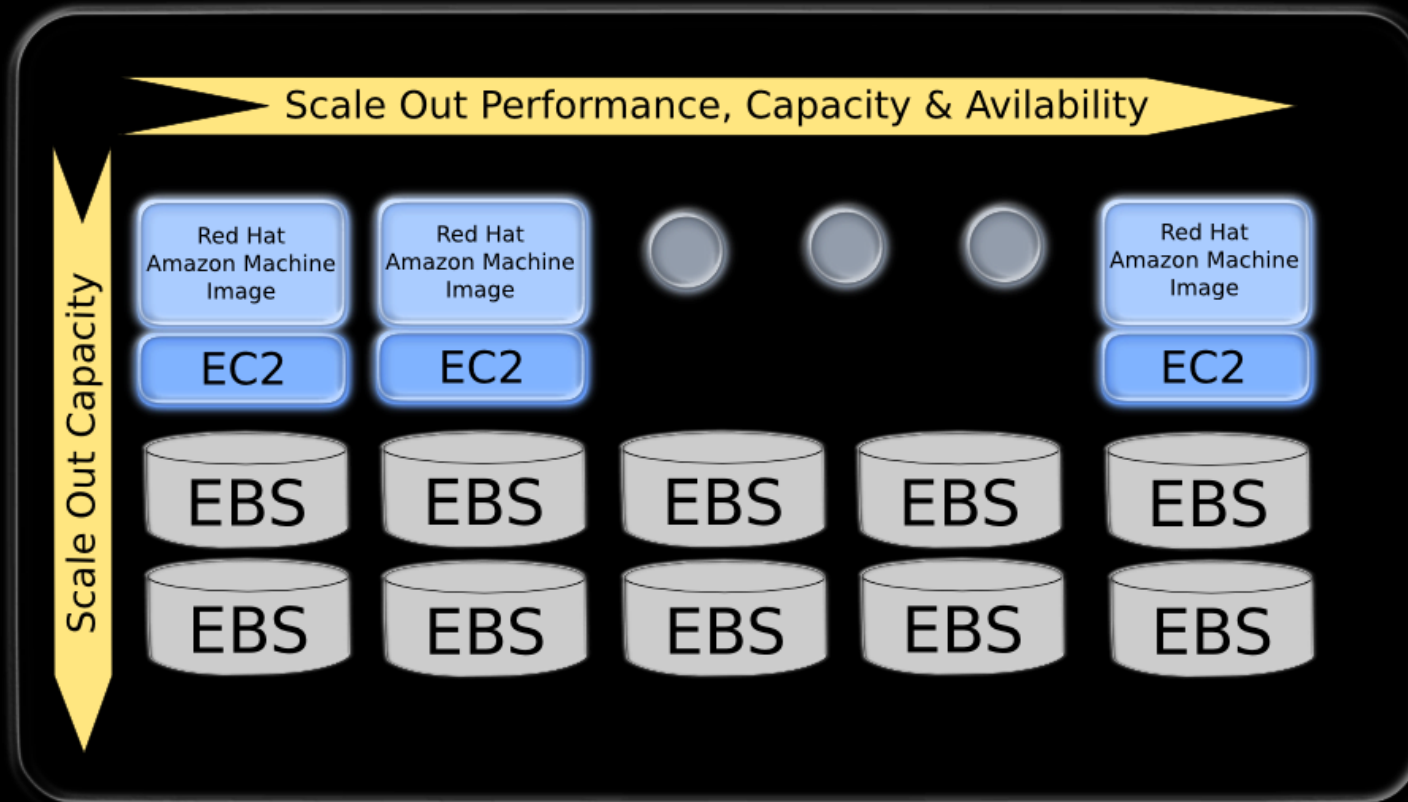 Scale Out Performance, Capacity & Avilability
Scale Out Capacity
Red Hat
Amazon Machine
Image
EC2
Red Hat
Amazon Machine
Image
EC2
Red Hat
Amazon Machine
Image
EC2
EBS
EBS
EBS
EBS
EBS
EBS
EBS
EBS
EBS
EBS